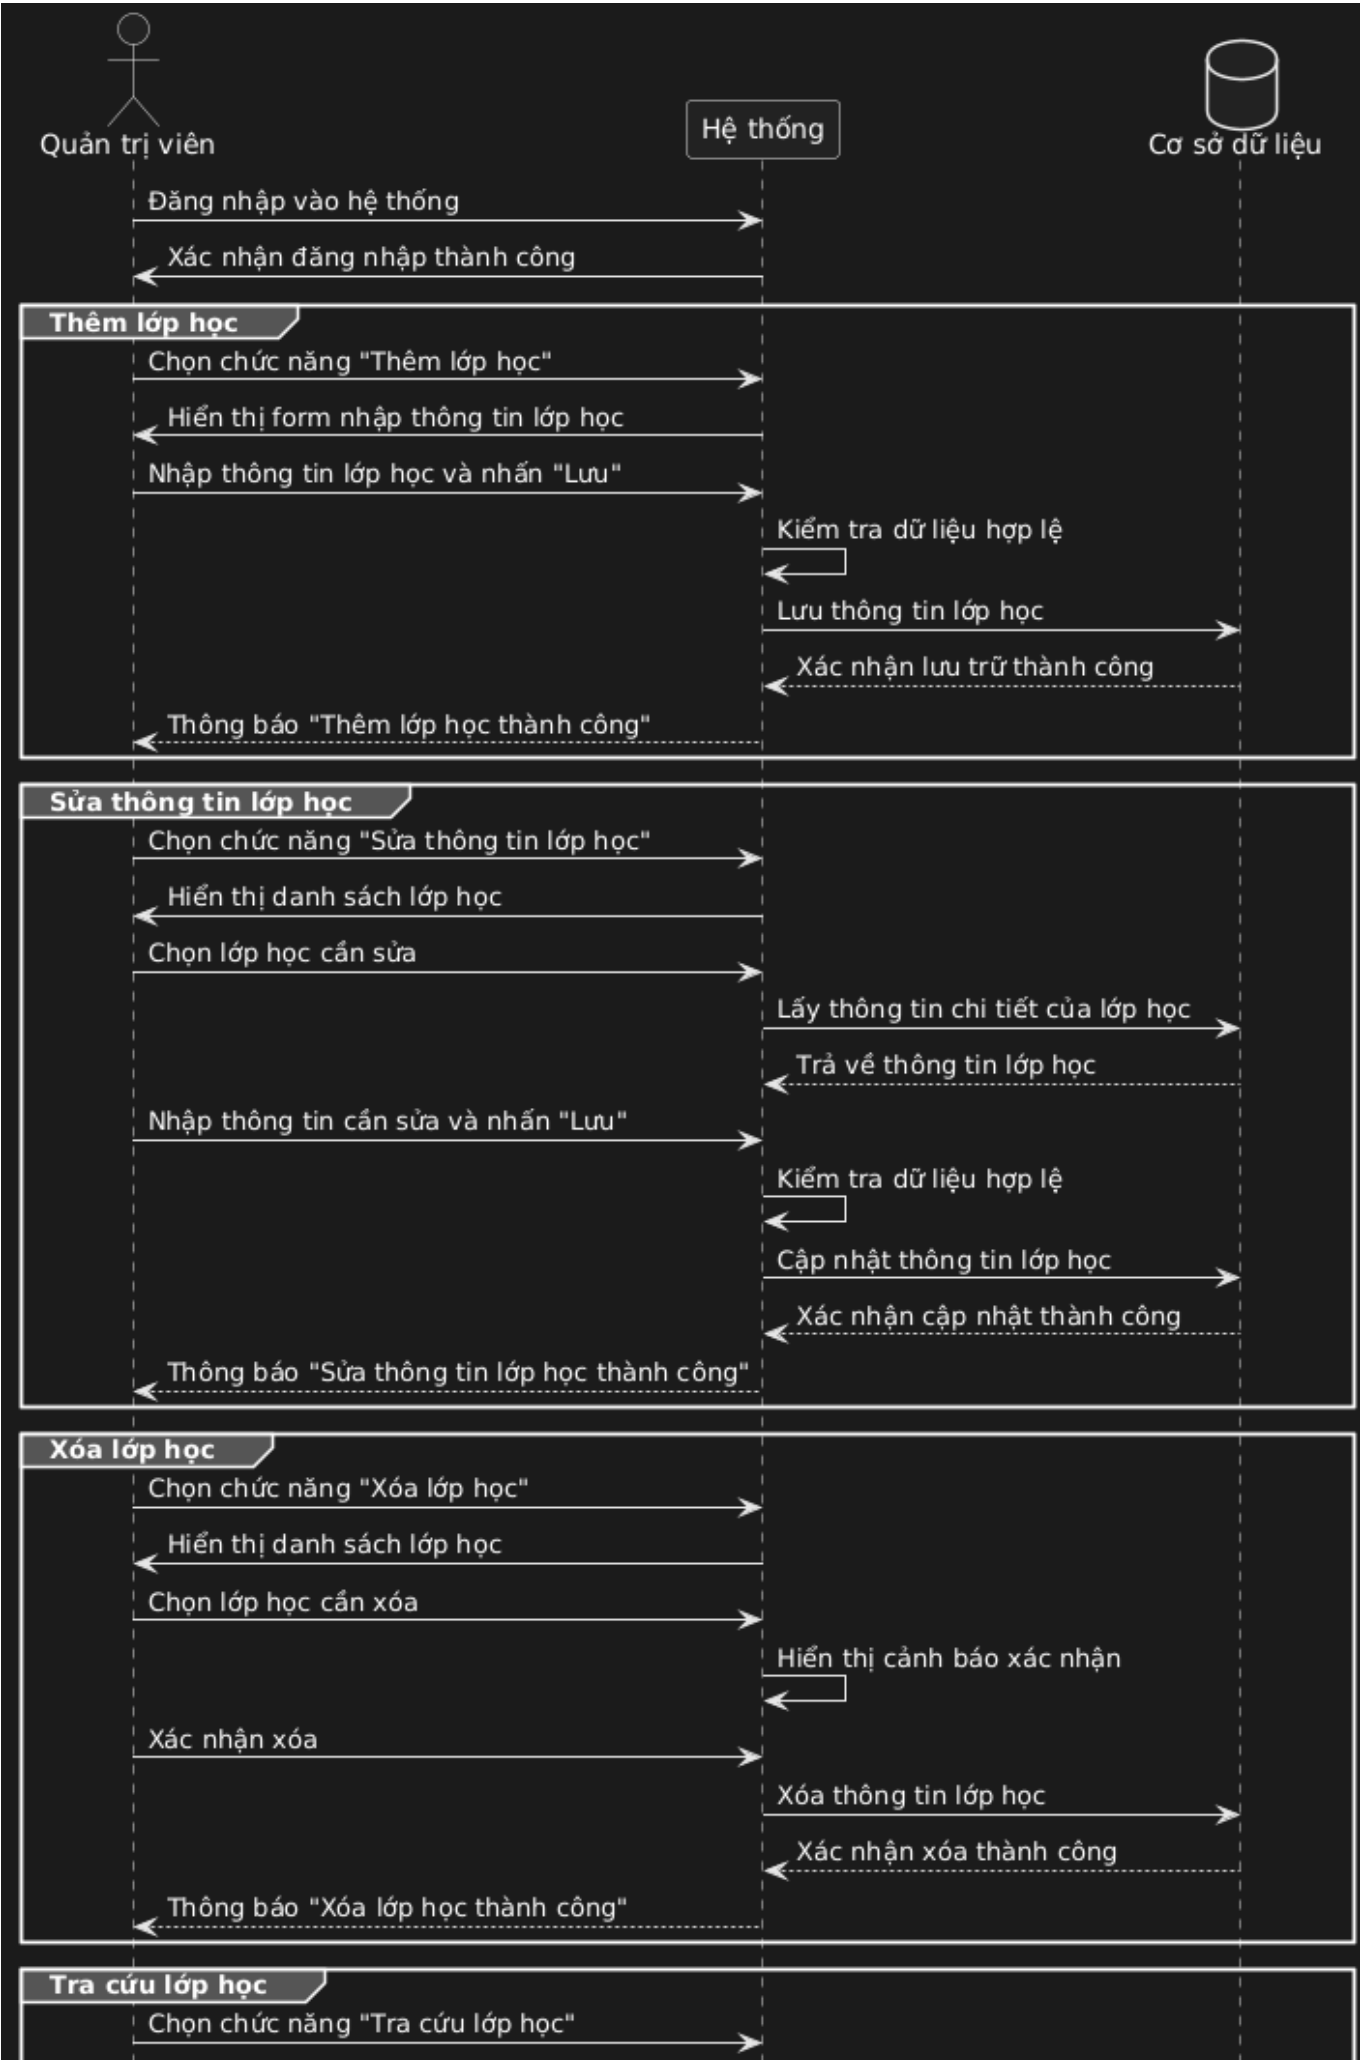 Quản trị viên
Hệ thống
Cơ sở dữ liệu
Đăng nhập vào hệ thống
Xác nhận đăng nhập thành công
Thêm lớp học
Chọn chức năng "Thêm lớp học"
Hiển thị form nhập thông tin lớp học
Nhập thông tin lớp học và nhấn "Lưu"
Kiểm tra dữ liệu hợp lệ
Lưu thông tin lớp học
Xác nhận lưu trữ thành công
Thông báo "Thêm lớp học thành công"
Sửa thông tin lớp học
Chọn chức năng "Sửa thông tin lớp học"
Hiển thị danh sách lớp học
Chọn lớp học cần sửa
Lấy thông tin chi tiết của lớp học
Trả về thông tin lớp học
Nhập thông tin cần sửa và nhấn "Lưu"
Kiểm tra dữ liệu hợp lệ
Cập nhật thông tin lớp học
Xác nhận cập nhật thành công
Thông báo "Sửa thông tin lớp học thành công"
Xóa lớp học
Chọn chức năng "Xóa lớp học"
Hiển thị danh sách lớp học
Chọn lớp học cần xóa
Hiển thị cảnh báo xác nhận
Xác nhận xóa
Xóa thông tin lớp học
Xác nhận xóa thành công
Thông báo "Xóa lớp học thành công"
Tra cứu lớp học
Chọn chức năng "Tra cứu lớp học"